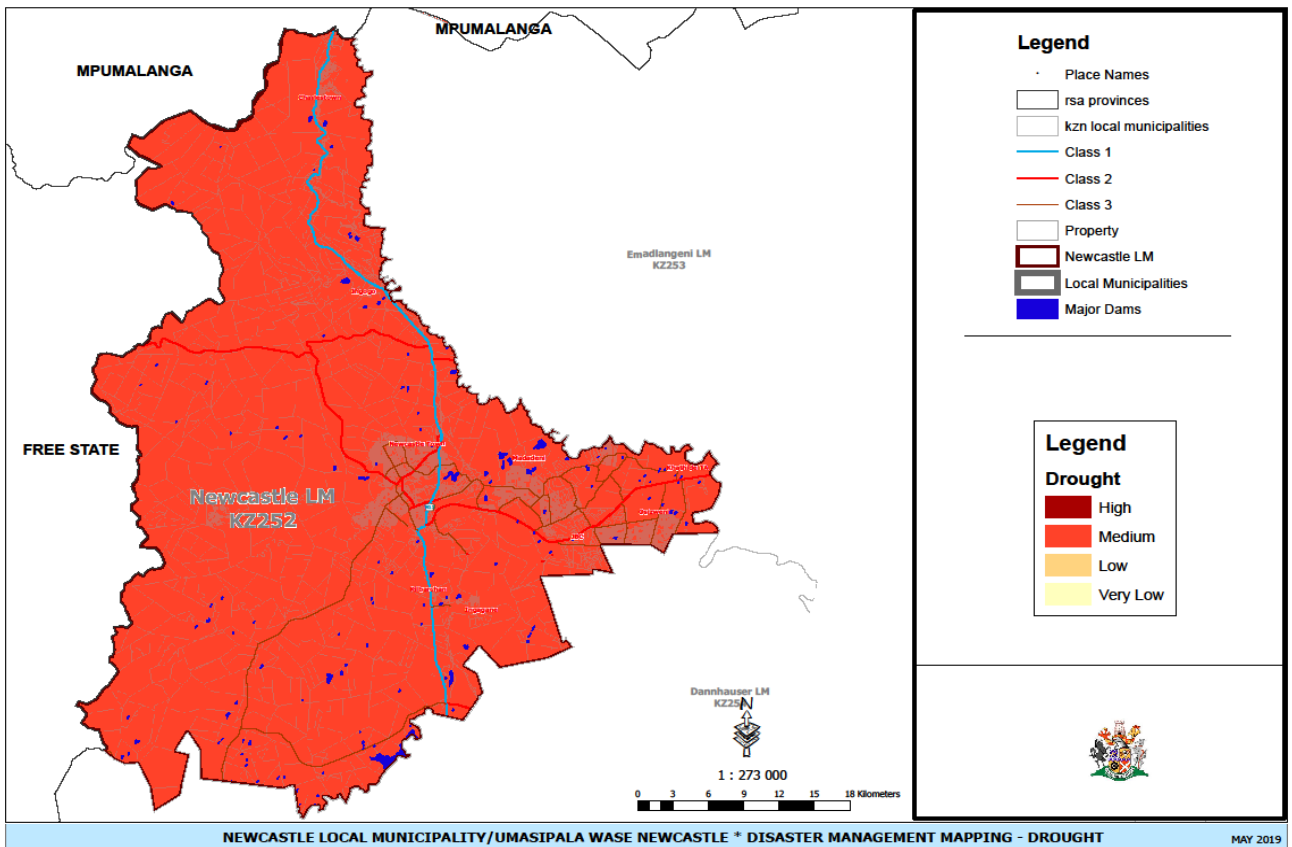 MPUMALANGA
MPUMALANGA
Emadlangeni LM
KZ253
FREE STATE
Newcastle LM
KZ252
Dannhauser LM
N
1 : 273 000
0 3 6 9 12 15 18 Kilometers
Legend
Place Names
rsa provinces
kzn local municipalities
Class 1
Class 2
Class 3
Property
Newcastle LM
Local Municipalities
Major Dams
Legend
Drought
High
Medium
Low
Very Low
NEWCASTLE LOCAL MUNICIPALITY/UMASIPALA WASE NEWCASTLE * DISASTER MANAGEMENT MAPPING - DROUGHT
MAY 2019